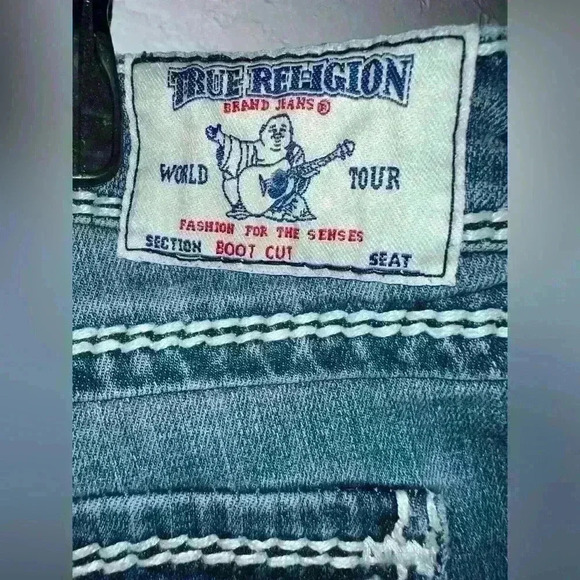 TRUE RELIGION
BRAND JEANS®
WORLD TOUR
FASHION FOR THE SENSES
SECTION BOOT CUT SEAT